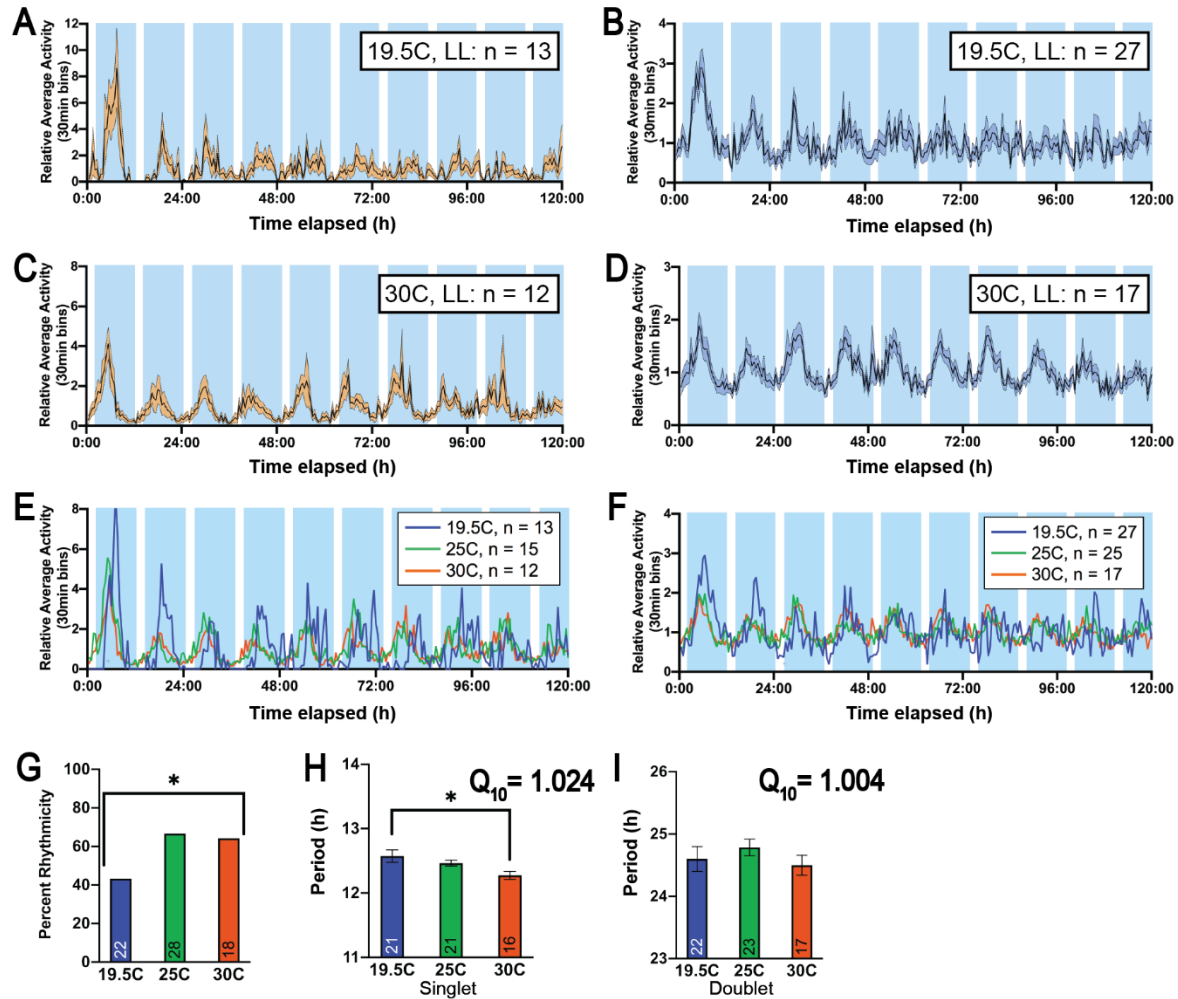 A
Relative Average Activity
(30min bins)
12
10
8
6
4
2
0
19.5C, LL: n = 13
0:00 24:00 48:00 72:00 96:00 120:00
Time elapsed (h)
B
Relative Average Activity
(30min bins)
4
3
2
1
0
19.5C, LL: n = 27
0:00 24:00 48:00 72:00 96:00 120:00
Time elapsed (h)
C
Relative Average Activity
(30min bins)
8
6
4
2
0
30C, LL: n = 12
0:00 24:00 48:00 72:00 96:00 120:00
Time elapsed (h)
D
Relative Average Activity
(30min bins)
3
2
1
0
30C, LL: n = 17
0:00 24:00 48:00 72:00 96:00 120:00
Time elapsed (h)
E
Relative Average Activity
(30min bins)
8
6
4
2
0
19.5C, n = 13
25C, n = 15
30C, n = 12
0:00 24:00 48:00 72:00 96:00 120:00
Time elapsed (h)
F
Relative Average Activity
(30min bins)
4
3
2
1
0
19.5C, n = 27
25C, n = 25
30C, n = 17
0:00 24:00 48:00 72:00 96:00 120:00
Time elapsed (h)
G
Percent Rhythmicity
100
80
60
40
20
0
*
22 28 18
19.5C 25C 30C
H
Q10= 1.024
Period (h)
14
13
12
11
*
21 21 16
19.5C 25C 30C
Singlet
I
Q10= 1.004
Period (h)
26
25
24
23
22 23 17
19.5C 25C 30C
Doublet